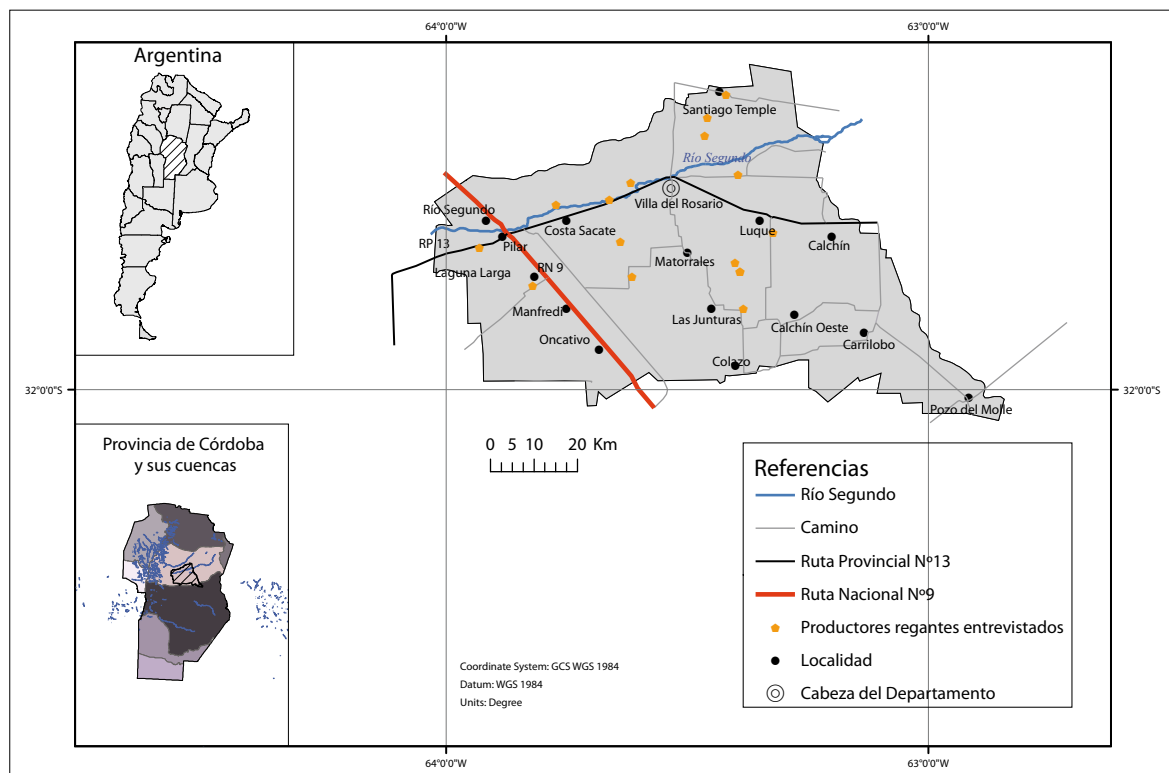 64°0'0"W
63°0'0"W
Argentina
Santiago Temple
Río Segundo
Villa del Rosario
Río Segundo
RP 13
Pilar
Costa Sacate
Luque
Calchín
Laguna Larga
RN 9
Matorrales
Manfredi
Las Junturas
Calchín Oeste
Oncativo
Carrilobo
Colazo
32°0'0"S
32°0'0"S
Pozo del Molle
Provincia de Córdoba
y sus cuencas
0 5 10 20 Km
Referencias
Río Segundo
Camino
Ruta Provincial Nº13
Ruta Nacional Nº9
Productores regantes entrevistados
Localidad
Cabeza del Departamento
Coordinate System: GCS WGS 1984
Datum: WGS 1984
Units: Degree
64°0'0"W
63°0'0"W